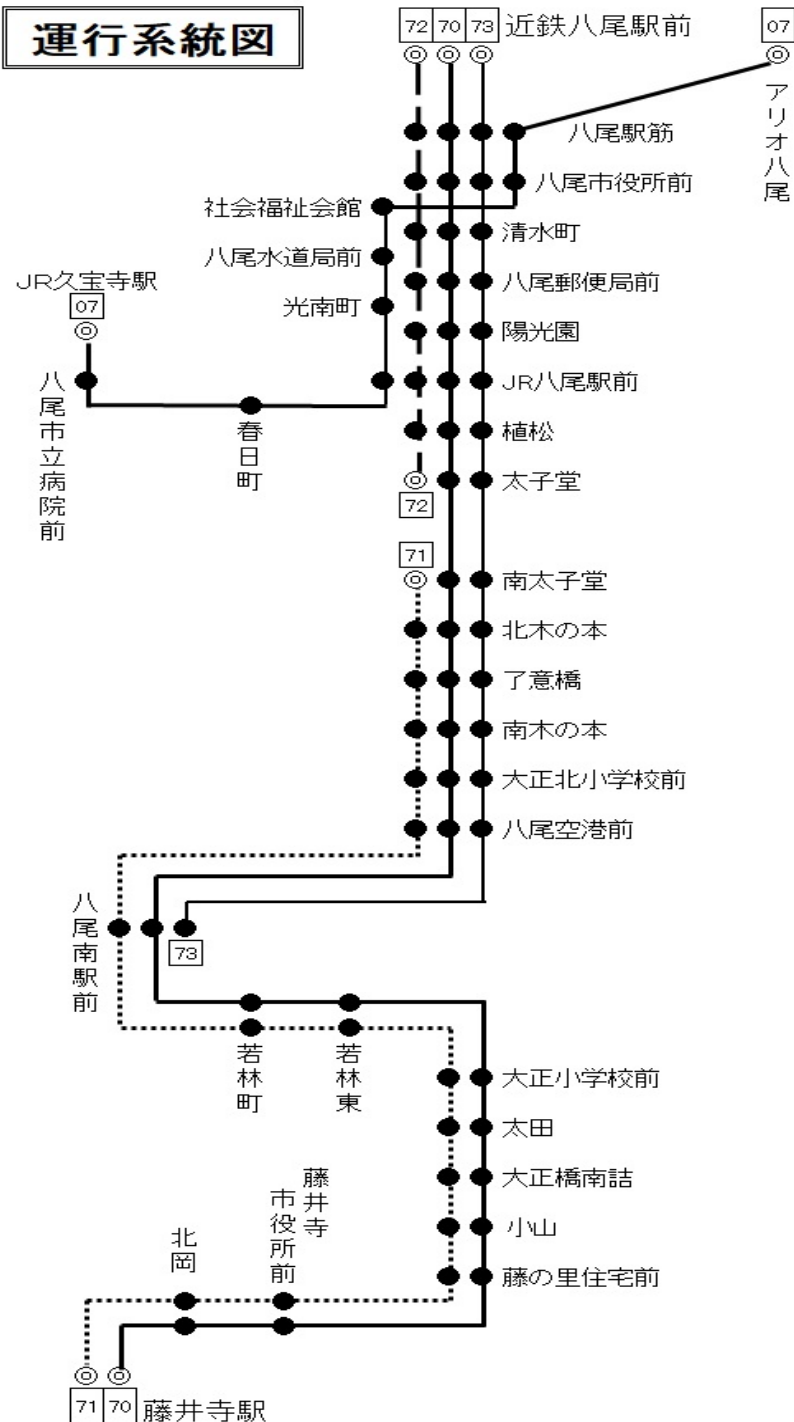 運行系統図
72 70 73 近鉄八尾駅前
07
アリオ八尾
八尾駅筋
八尾市役所前
社会福祉会館
清水町
八尾水道局前
八尾郵便局前
JR久宝寺駅
07
光南町
陽光園
八尾市立病院前
JR八尾駅前
春日町
植松
太子堂
72
71
南太子堂
北木の本
了意橋
南木の本
大正北小学校前
八尾空港前
八尾南駅前
73
若林町
若林東
大正小学校前
太田
大正橋南詰
小山
藤の里住宅前
北岡
藤井寺
市役所前
71 70 藤井寺駅